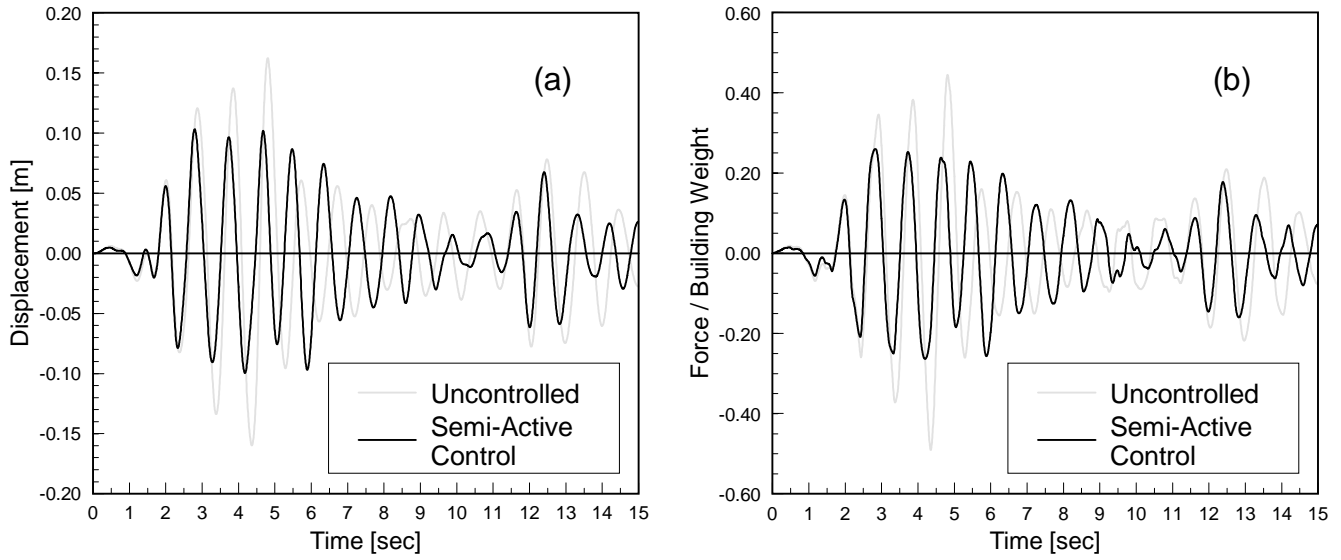 0.20
0.15
0.10
0.05
0.00
-0.05
-0.10
-0.15
-0.20
Displacement [m]
(a)
Uncontrolled
Semi-Active
Control
0 1 2 3 4 5 6 7 8 9 10 11 12 13 14 15
Time [sec]
0.60
0.40
0.20
0.00
-0.20
-0.40
-0.60
Force / Building Weight
(b)
Uncontrolled
Semi-Active
Control
0 1 2 3 4 5 6 7 8 9 10 11 12 13 14 15
Time [sec]